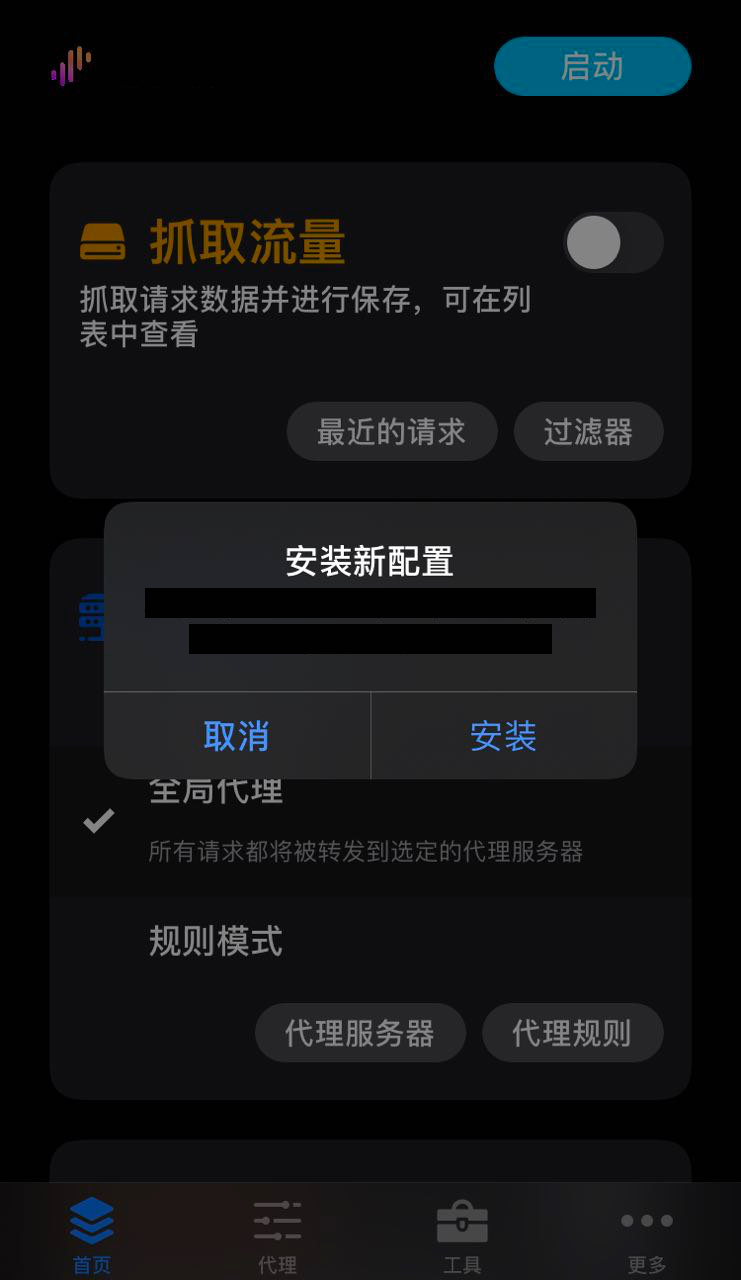 启动
抓取流量
抓取请求数据并进行保存，可在列
表中查看
最近的请求
过滤器
安装新配置
取消
安装
全局代理
所有请求都将被转发到选定的代理服务器
规则模式
代理服务器
代理规则
首页
代理
工具
更多